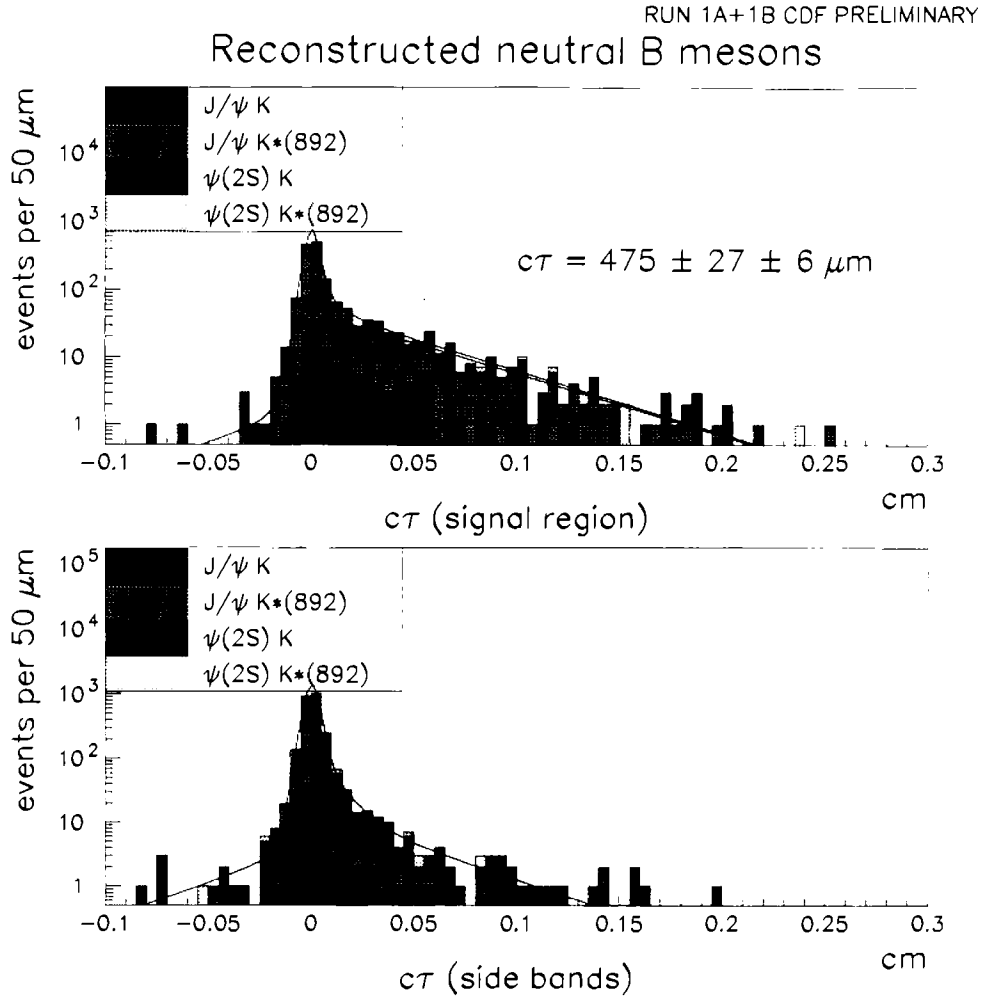 RUN 1A+1B CDF PRELIMINARY
Reconstructed neutral B mesons
events per 50 μm
J/ψ K
J/ψ K*(892)
ψ(2S) K
ψ(2S) K*(892)
cτ = 475 ± 27 ± 6 μm
10⁴
10³
10²
10
1
−0.1 −0.05 0 0.05 0.1 0.15 0.2 0.25 0.3
cm
cτ (signal region)
events per 50 μm
J/ψ K
J/ψ K*(892)
ψ(2S) K
ψ(2S) K*(892)
10⁵
10⁴
10³
10²
10
1
−0.1 −0.05 0 0.05 0.1 0.15 0.2 0.25 0.3
cm
cτ (side bands)